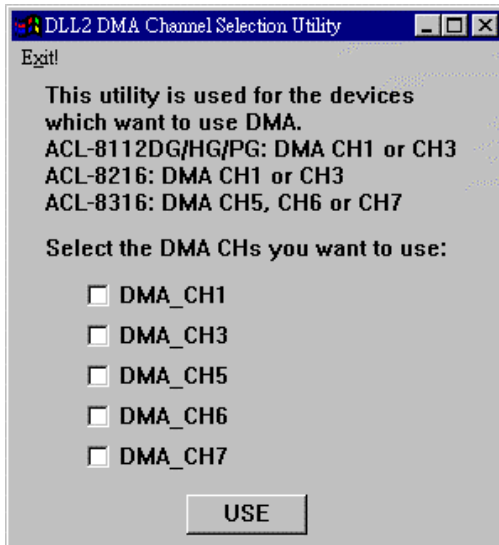 DLL2 DMA Channel Selection Utility
Exit!
This utility is used for the devices
which want to use DMA.
ACL-8112DG/HG/PG: DMA CH1 or CH3
ACL-8216: DMA CH1 or CH3
ACL-8316: DMA CH5, CH6 or CH7
Select the DMA CHs you want to use:
DMA_CH1
DMA_CH3
DMA_CH5
DMA_CH6
DMA_CH7
USE